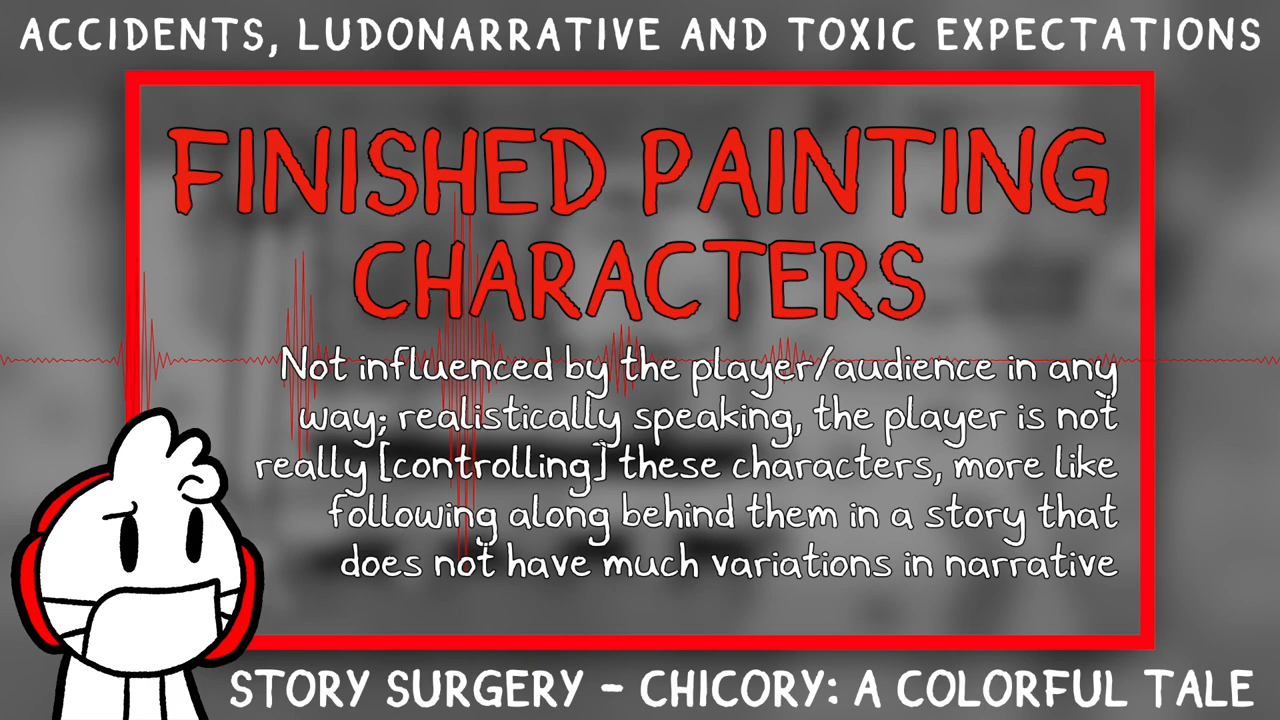 ACCIDENTS, LUDONARRATIVE AND TOXIC EXPECTATIONS
FINISHED PAINTING
CHARACTERS
Not influenced by the player/audience in any
way; realistically speaking, the player is not
really [controlling] these characters, more like
following along behind them in a story that
does not have much variations in narrative
STORY SURGERY - CHICORY: A COLORFUL TALE